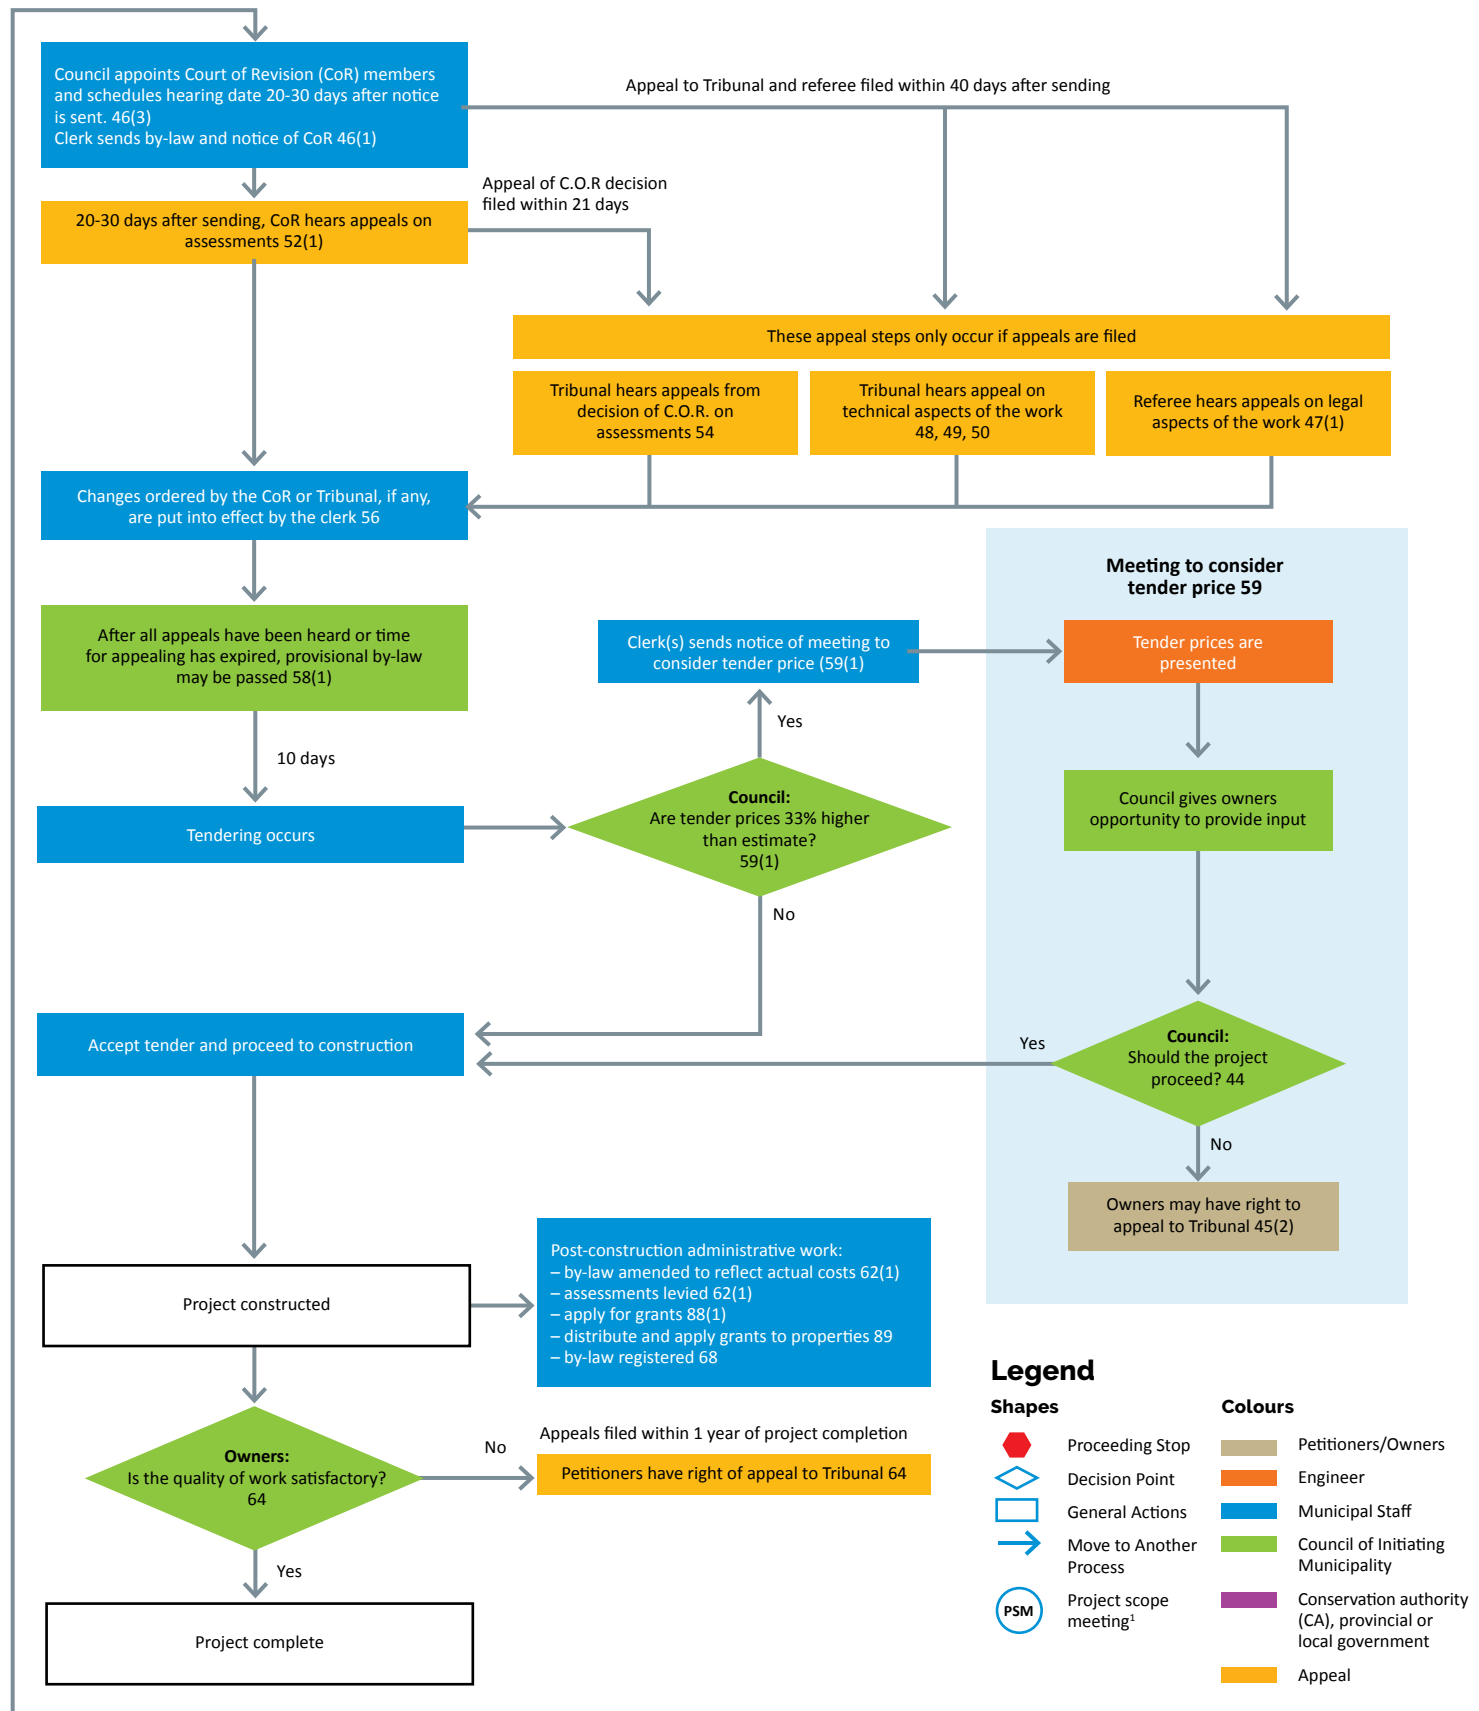 Council appoints Court of Revision (CoR) members
and schedules hearing date 20-30 days after notice
is sent. 46(3)
Clerk sends by-law and notice of CoR 46(1)
Appeal to Tribunal and referee filed within 40 days after sending
Appeal of C.O.R decision
filed within 21 days
20-30 days after sending, CoR hears appeals on
assessments 52(1)
These appeal steps only occur if appeals are filed
Tribunal hears appeals from
decision of C.O.R. on
assessments 54
Tribunal hears appeal on
technical aspects of the work
48, 49, 50
Referee hears appeals on legal
aspects of the work 47(1)
Changes ordered by the CoR or Tribunal, if any,
are put into effect by the clerk 56
After all appeals have been heard or time
for appealing has expired, provisional by-law
may be passed 58(1)
10 days
Tendering occurs
Clerk(s) sends notice of meeting to
consider tender price (59(1)
Yes
Council:
Are tender prices 33% higher
than estimate?
59(1)
No
Meeting to consider
tender price 59
Tender prices are
presented
Council gives owners
opportunity to provide input
Council:
Should the project
proceed? 44
Yes
No
Owners may have right to
appeal to Tribunal 45(2)
Accept tender and proceed to construction
Project constructed
Post-construction administrative work:
– by-law amended to reflect actual costs 62(1)
– assessments levied 62(1)
– apply for grants 88(1)
– distribute and apply grants to properties 89
– by-law registered 68
Owners:
Is the quality of work satisfactory?
64
No
Appeals filed within 1 year of project completion
Petitioners have right of appeal to Tribunal 64
Yes
Project complete
Legend
Shapes
Proceeding Stop
Decision Point
General Actions
Move to Another
Process
PSM
Project scope
meeting¹
Colours
Petitioners/Owners
Engineer
Municipal Staff
Council of Initiating
Municipality
Conservation authority
(CA), provincial or
local government
Appeal